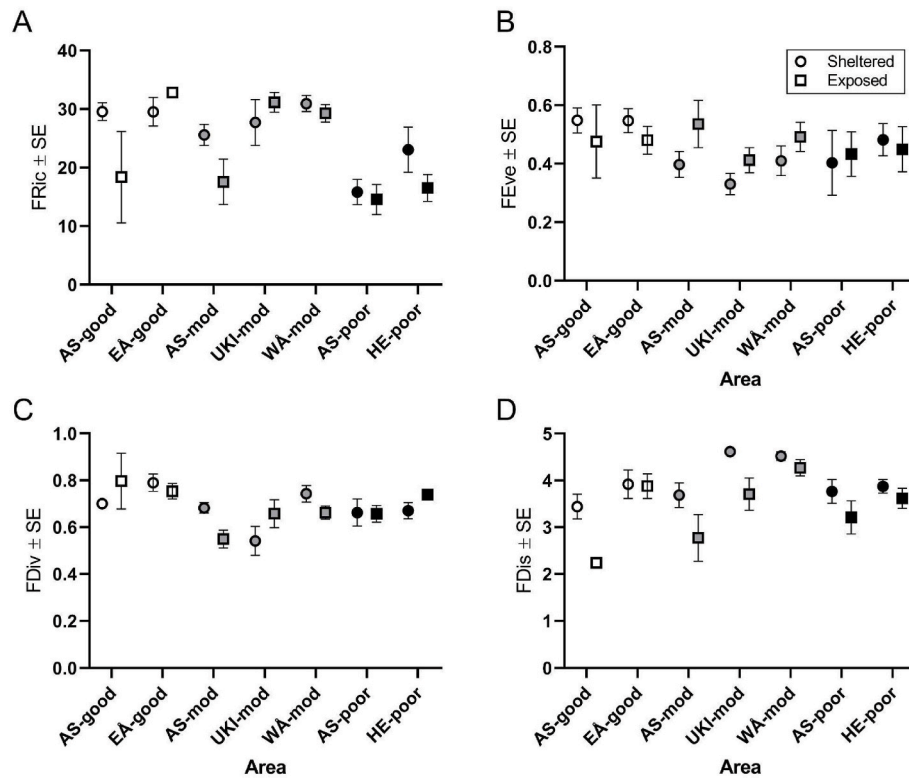 A
FRic ± SE
40
30
20
10
0
AS-good
EÅ-good
AS-mod
UKI-mod
WÅ-mod
AS-poor
HE-poor
B
FEve ± SE
0.8
0.6
0.4
0.2
0.0
Sheltered
Exposed
AS-good
EÅ-good
AS-mod
UKI-mod
WÅ-mod
AS-poor
HE-poor
Area
C
FDiv ± SE
1.0
0.8
0.6
0.4
0.2
0.0
AS-good
EÅ-good
AS-mod
UKI-mod
WÅ-mod
AS-poor
HE-poor
Area
D
FDis ± SE
5
4
3
2
1
0
AS-good
EÅ-good
AS-mod
UKI-mod
WÅ-mod
AS-poor
HE-poor
Area